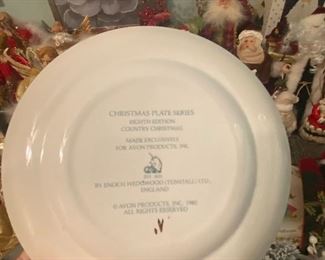 CHRISTMAS PLATE SERIES
EIGHTH EDITION
COUNTRY CHRISTMAS
MADE EXCLUSIVELY
FOR AVON PRODUCTS, INC.
BY ENOCH WEDGWOOD (TUNSTALL) LTD.,
ENGLAND
© AVON PRODUCTS, INC. 1980
ALL RIGHTS RESERVED